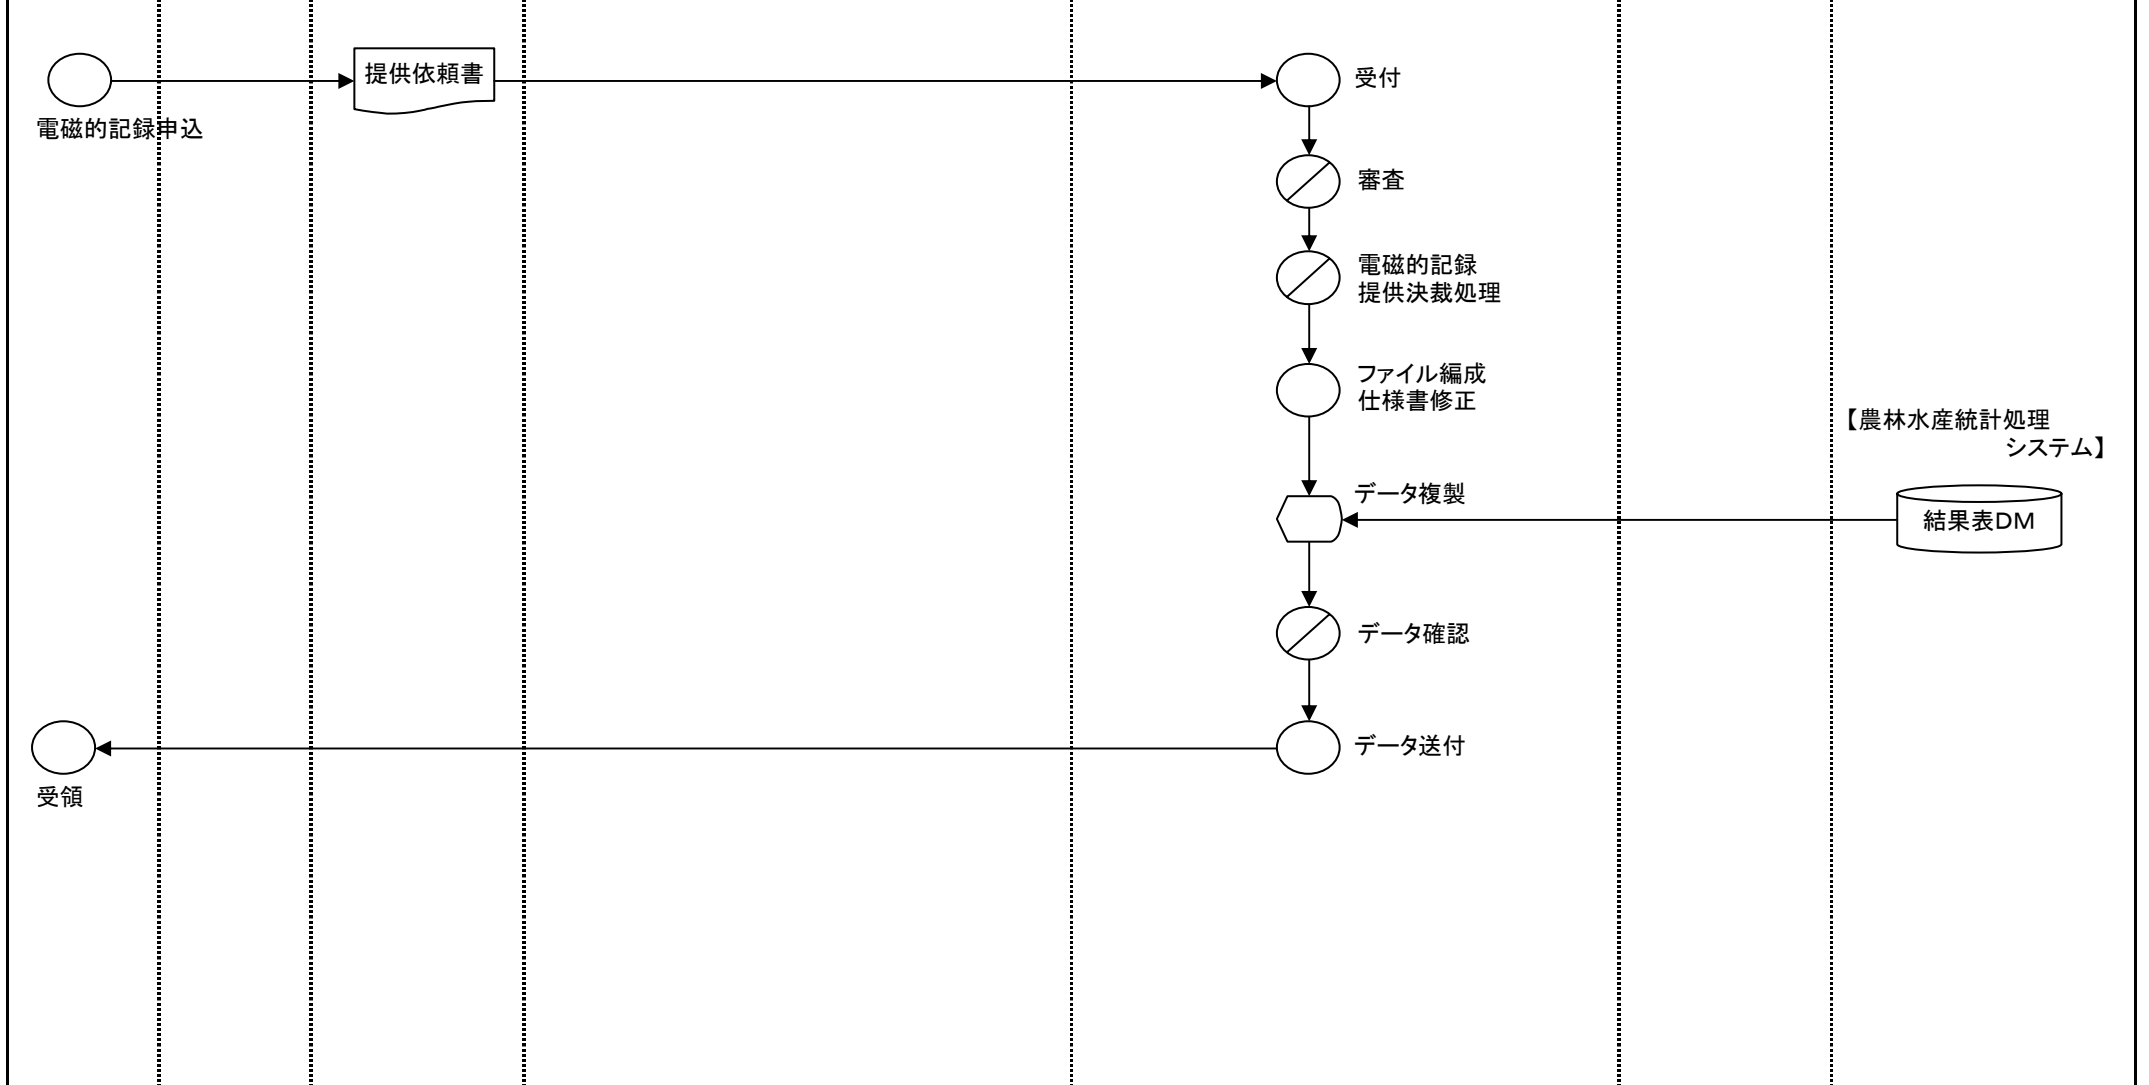 提供依頼書
受付
電磁的記録申込
審査
電磁的記録
提供決裁処理
ファイル編成
仕様書修正
【農林水産統計処理
システム】
データ複製
結果表DM
データ確認
データ送付
受領